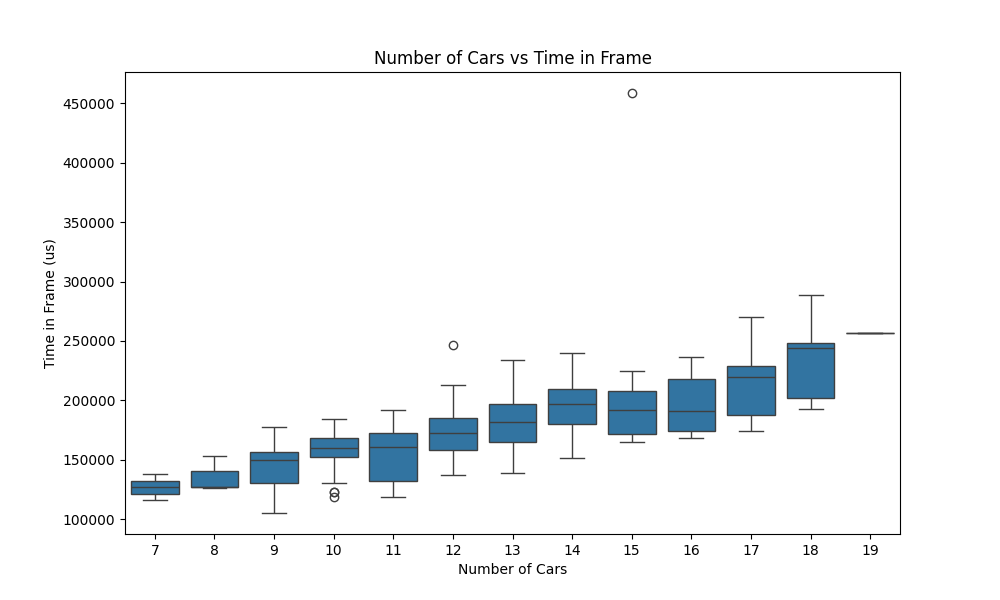 Number of Cars vs Time in Frame
Time in Frame (us)
450000
400000
350000
300000
250000
200000
150000
100000
7 8 9 10 11 12 13 14 15 16 17 18 19
Number of Cars